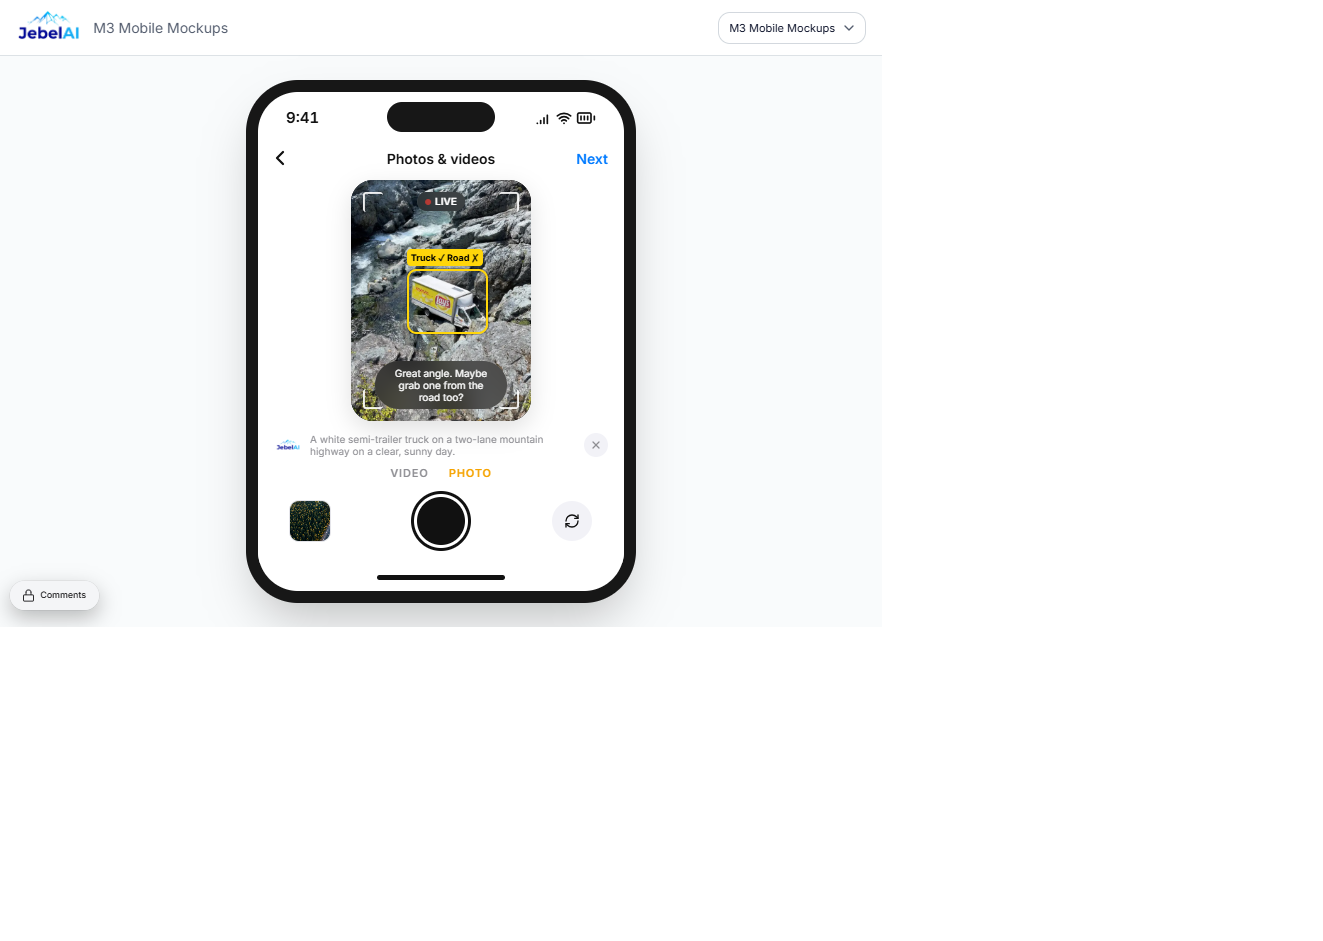 JebelAI
M3 Mobile Mockups
M3 Mobile Mockups
9:41
Photos & videos
Next
LIVE
Truck ✓ Road ✗
Lay's
Great angle. Maybe
grab one from the
road too?
JebelAI
A white semi-trailer truck on a two-lane mountain
highway on a clear, sunny day.
VIDEO
PHOTO
Comments